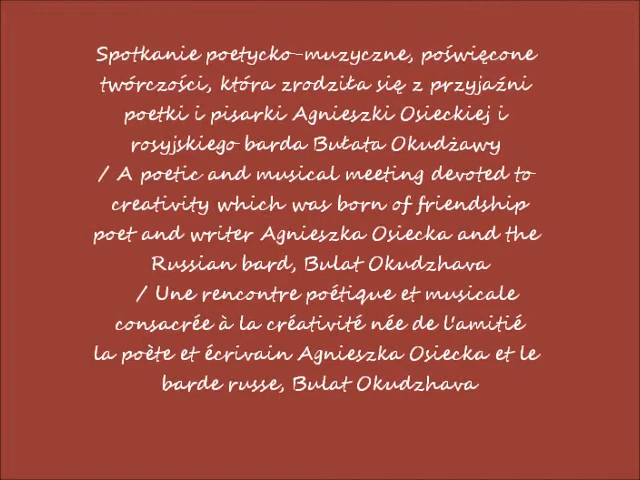 Spotkanie poetycko-muzyczne, poświęcone
twórczości, która zrodziła się z przyjaźni
poetki i pisarki Agnieszki Osieckiej i
rosyjskiego barda Bułata Okudżawy
/ A poetic and musical meeting devoted to
creativity which was born of friendship
poet and writer Agnieszka Osiecka and the
Russian bard, Bulat Okudzhava
/ Une rencontre poétique et musicale
consacrée à la créativité née de l'amitié
la poète et écrivain Agnieszka Osiecka et le
barde russe, Bulat Okudzhava